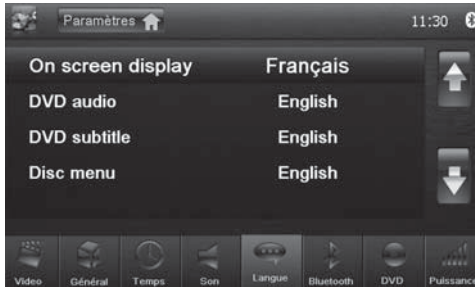 Paramètres 11:30
On screen display Français
DVD audio English
DVD subtitle English
Disc menu English
Video Général Temps Son Langue Bluetooth DVD Puissance